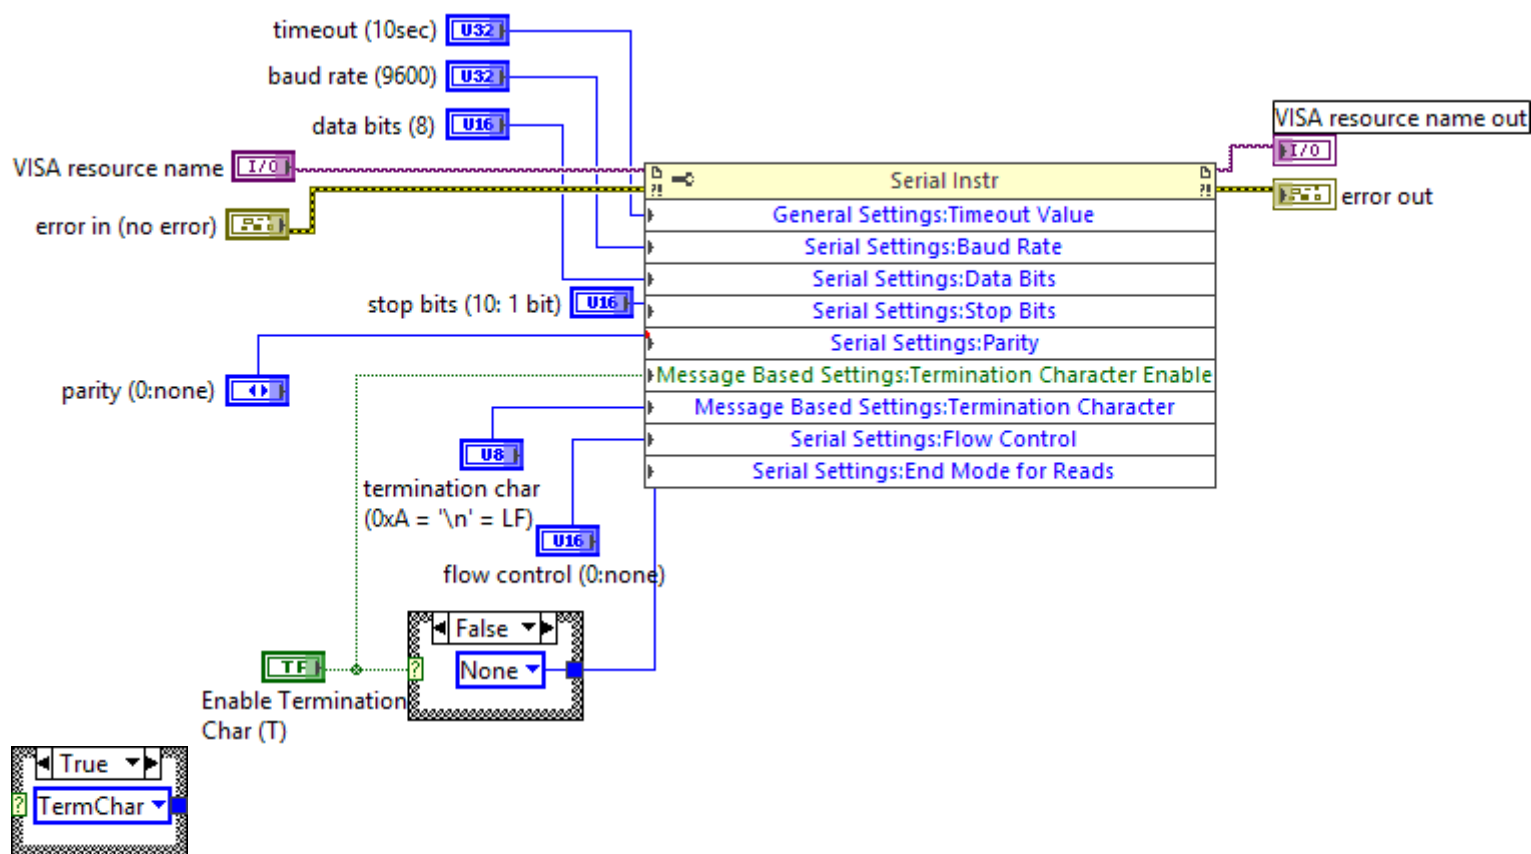 timeout (10sec)
U32
baud rate (9600)
U32
data bits (8)
U16
VISA resource name
I/O
error in (no error)
VISA resource name out
I/O
error out
Serial Instr
?!
?!
General Settings:Timeout Value
Serial Settings:Baud Rate
Serial Settings:Data Bits
stop bits (10: 1 bit)
U16
Serial Settings:Stop Bits
Serial Settings:Parity
parity (0:none)
Message Based Settings:Termination Character Enable
Message Based Settings:Termination Character
Serial Settings:Flow Control
Serial Settings:End Mode for Reads
U8
termination char
(0xA = '\n' = LF)
U16
flow control (0:none)
False
?
None
TF
Enable Termination
Char (T)
True
?
TermChar